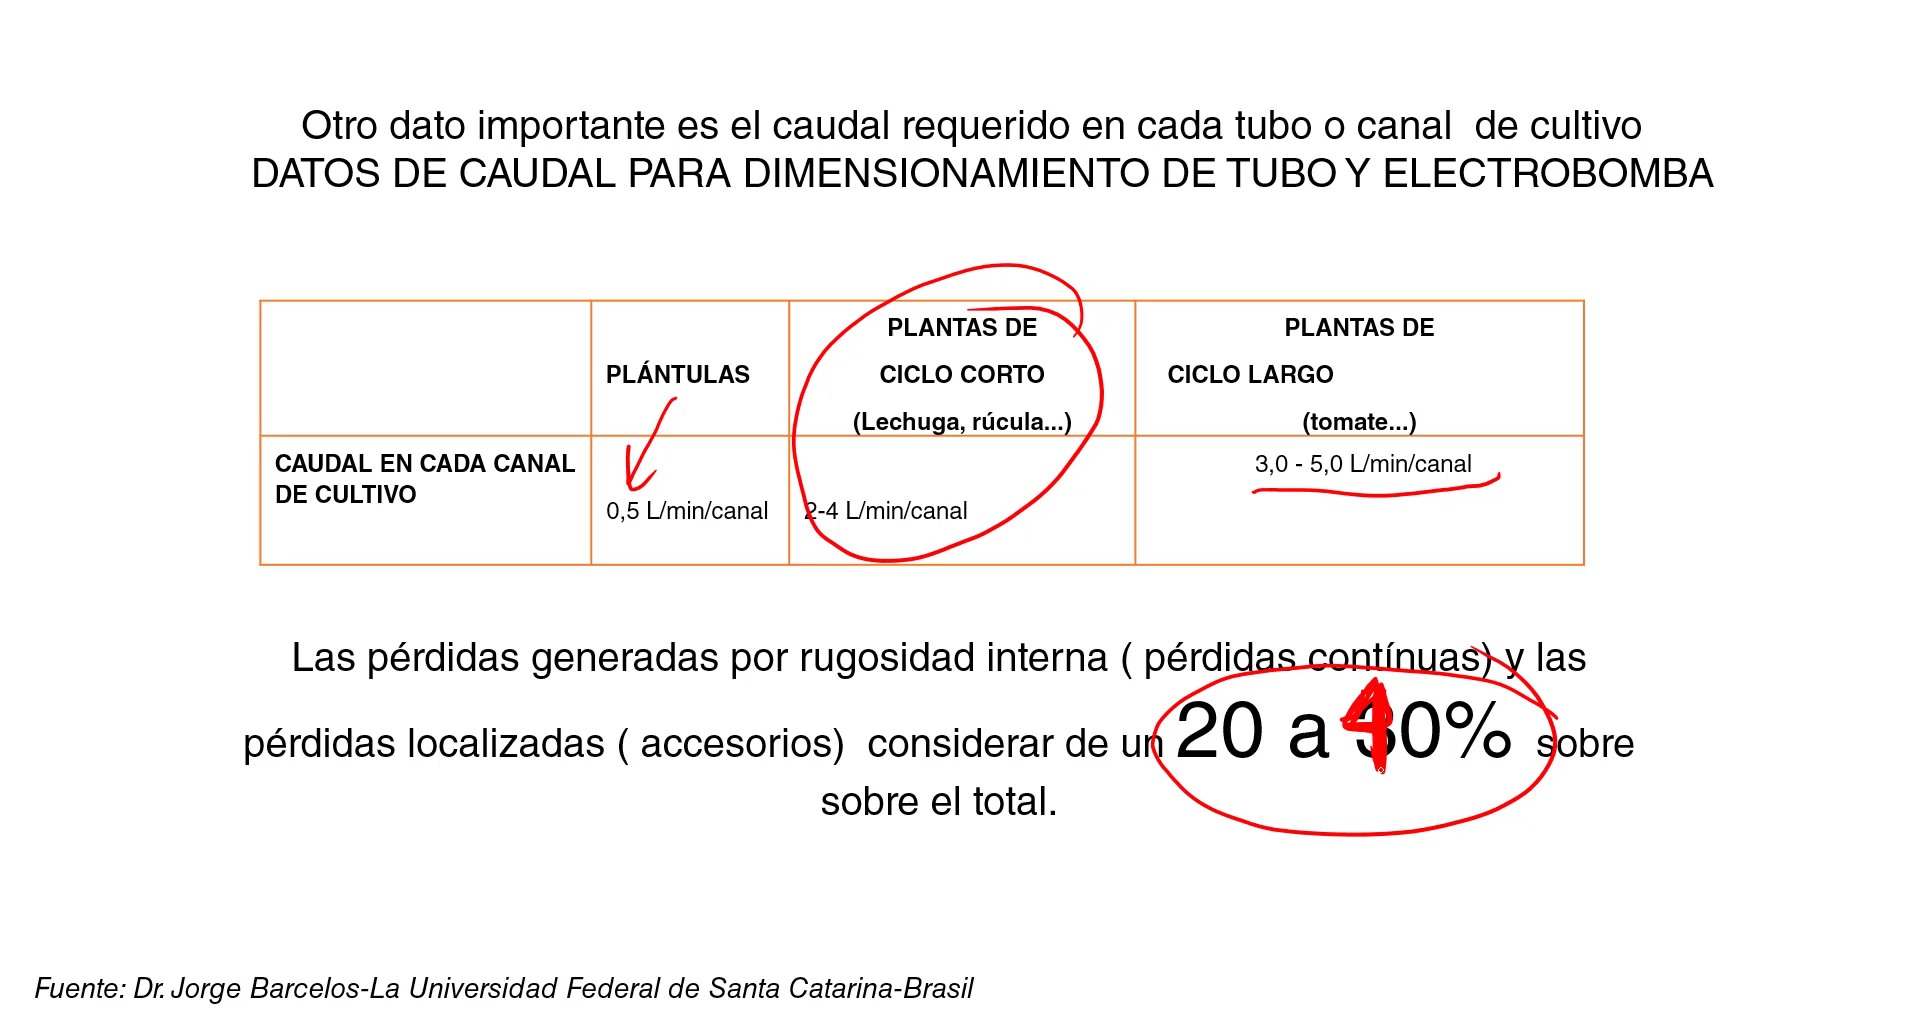 Otro dato importante es el caudal requerido en cada tubo o canal de cultivo
DATOS DE CAUDAL PARA DIMENSIONAMIENTO DE TUBO Y ELECTROBOMBA
PLÁNTULAS
PLANTAS DE
CICLO CORTO
(Lechuga, rúcula...)
PLANTAS DE
CICLO LARGO
(tomate...)
CAUDAL EN CADA CANAL
DE CULTIVO
0,5 L/min/canal
2-4 L/min/canal
3,0 - 5,0 L/min/canal
Las pérdidas generadas por rugosidad interna ( pérdidas contínuas) y las
pérdidas localizadas ( accesorios) considerar de un 20 a 40% sobre
sobre el total.
Fuente: Dr. Jorge Barcelos-La Universidad Federal de Santa Catarina-Brasil